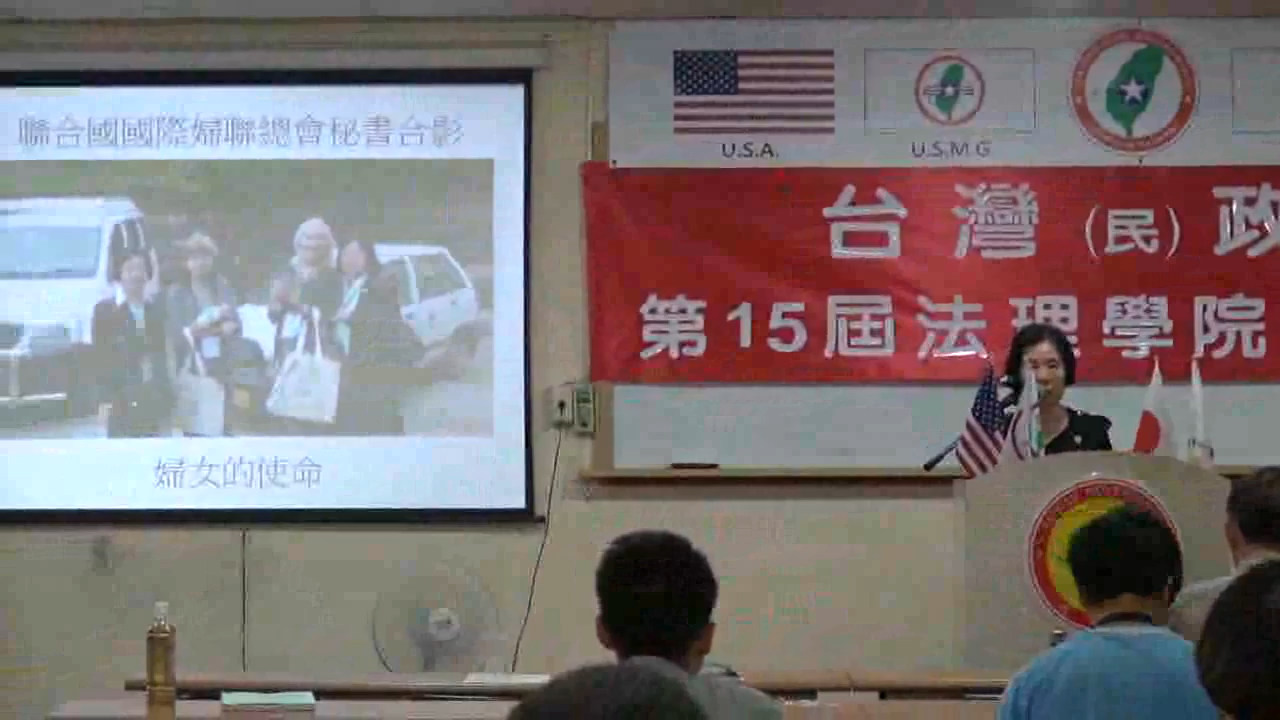 聯合國國際婦聯總會秘書合影
婦女的使命
U.S.A.
U.S.M.G
台灣(民)政
第15屆法理學院